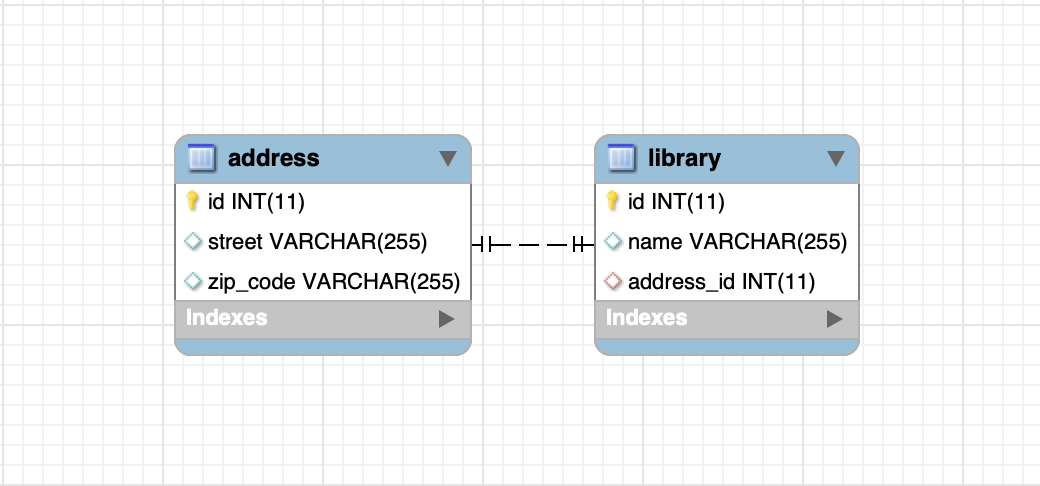 address
id INT(11)
street VARCHAR(255)
zip_code VARCHAR(255)
Indexes
library
id INT(11)
name VARCHAR(255)
address_id INT(11)
Indexes